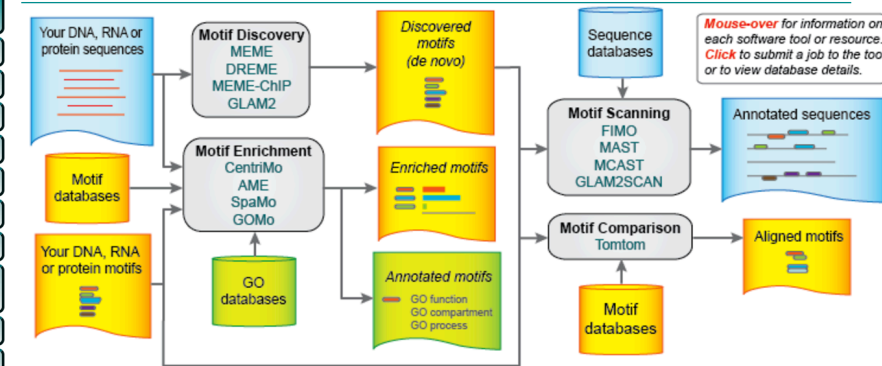 Your DNA, RNA or
protein sequences
Motif Discovery
MEME
DREME
MEME-ChIP
GLAM2
Discovered
motifs
(de novo)
Sequence
databases
Mouse-over for information on
each software tool or resource.
Click to submit a job to the too
or to view database details.
Motif Enrichment
CentriMo
AME
SpaMo
GOMo
Motif
databases
Enriched motifs
Motif Scanning
FIMO
MAST
MCAST
GLAM2SCAN
Annotated sequences
Your DNA, RNA
or protein motifs
GO
databases
Annotated motifs
GO function
GO compartment
GO process
Motif Comparison
Tomtom
Aligned motifs
Motif
databases